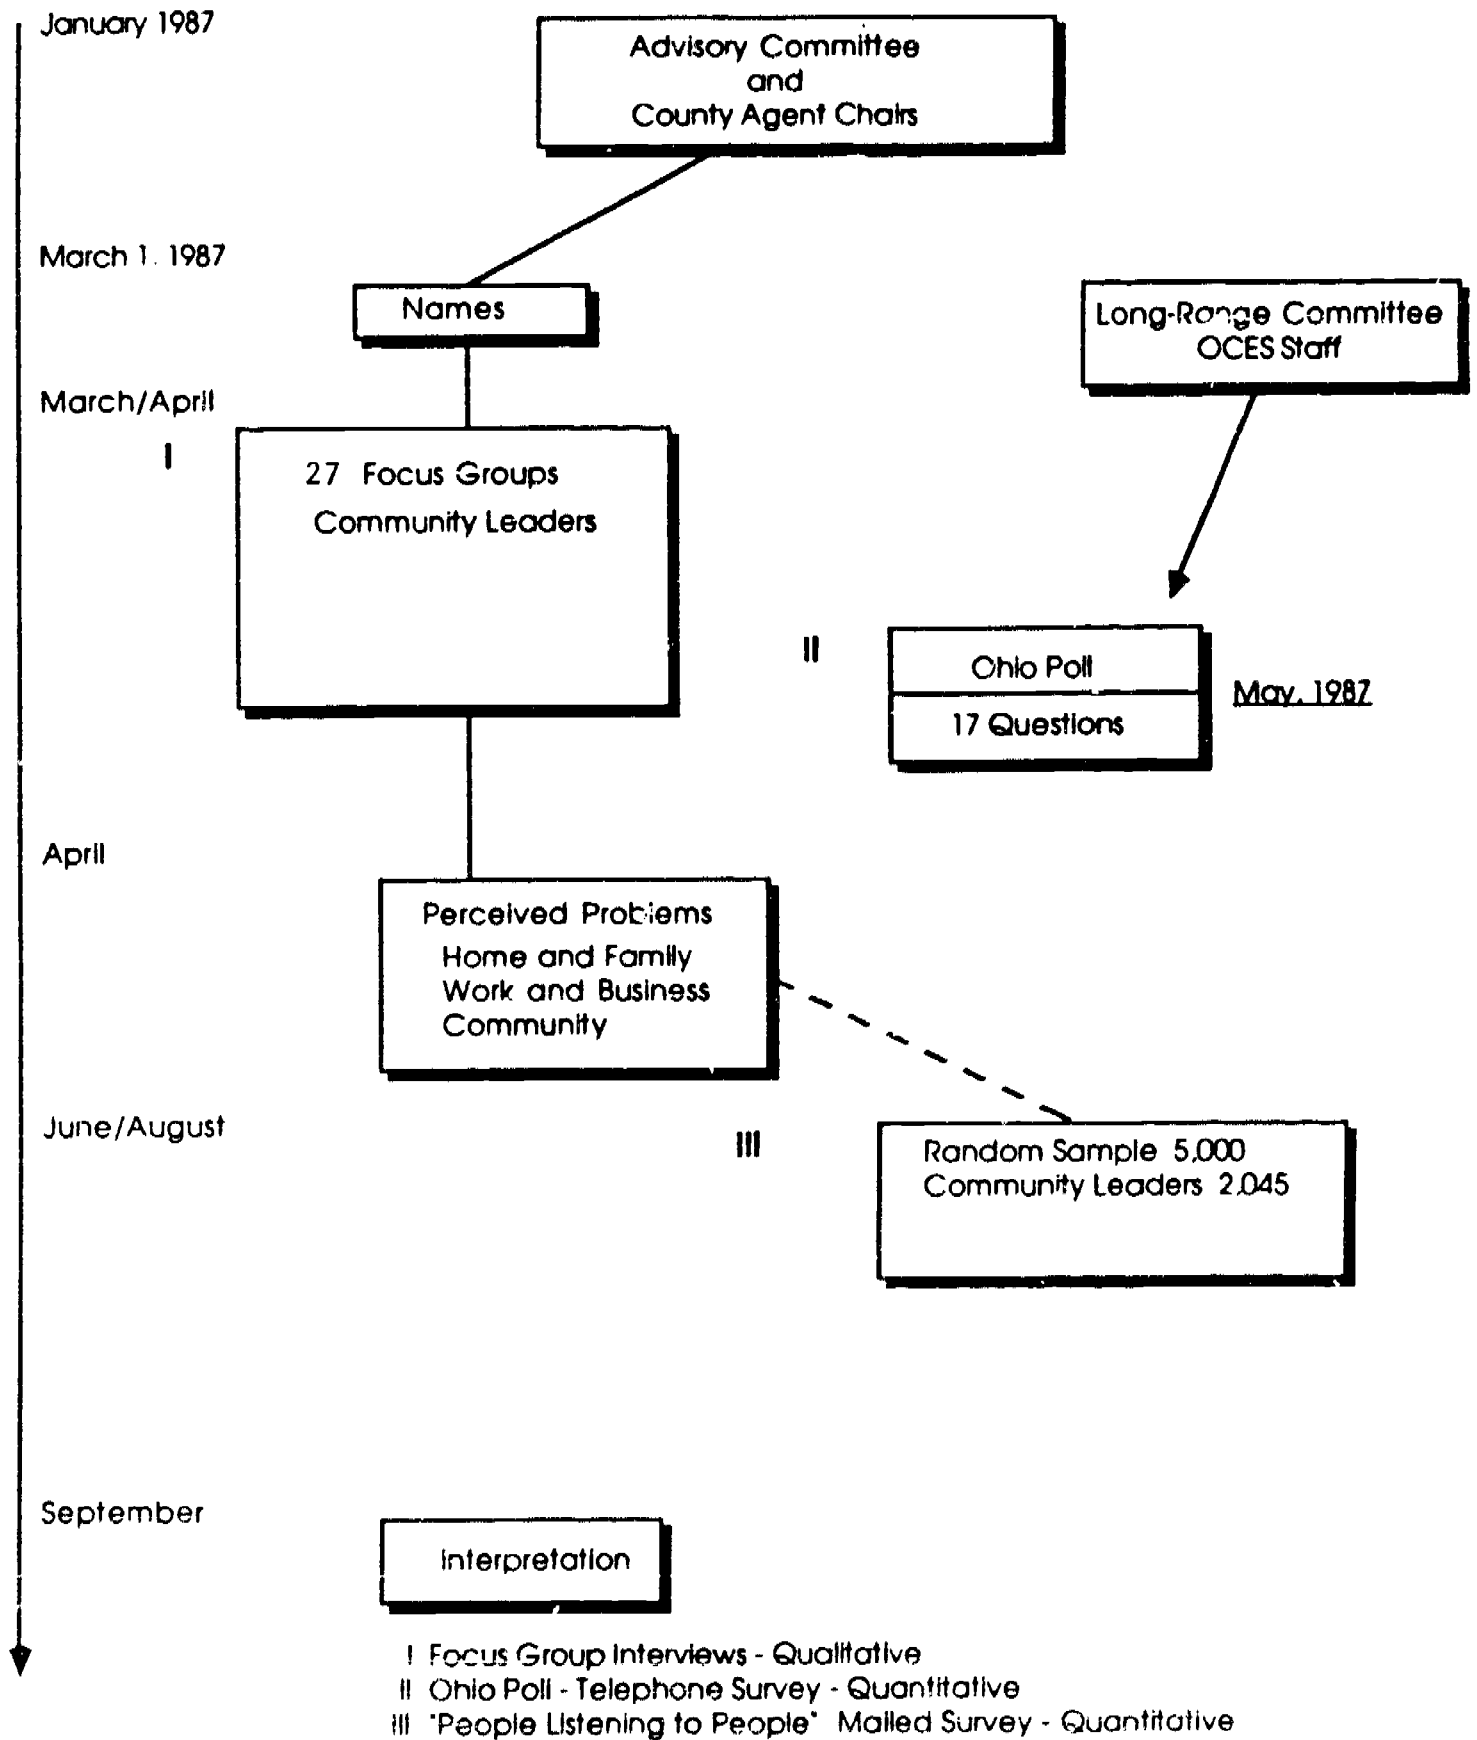 January 1987
Advisory Committee
and
County Agent Chairs
March 1. 1987
Names
Long-Range Committee
OCES Staff
March/April
I
27 Focus Groups
Community Leaders
II
Ohio Poll
17 Questions
May, 1987
April
Perceived Problems
Home and Family
Work and Business
Community
June/August
III
Random Sample 5,000
Community Leaders 2,045
September
Interpretation
I Focus Group Interviews - Qualitative
II Ohio Poll - Telephone Survey - Quantitative
III "People Listening to People" Mailed Survey - Quantitative